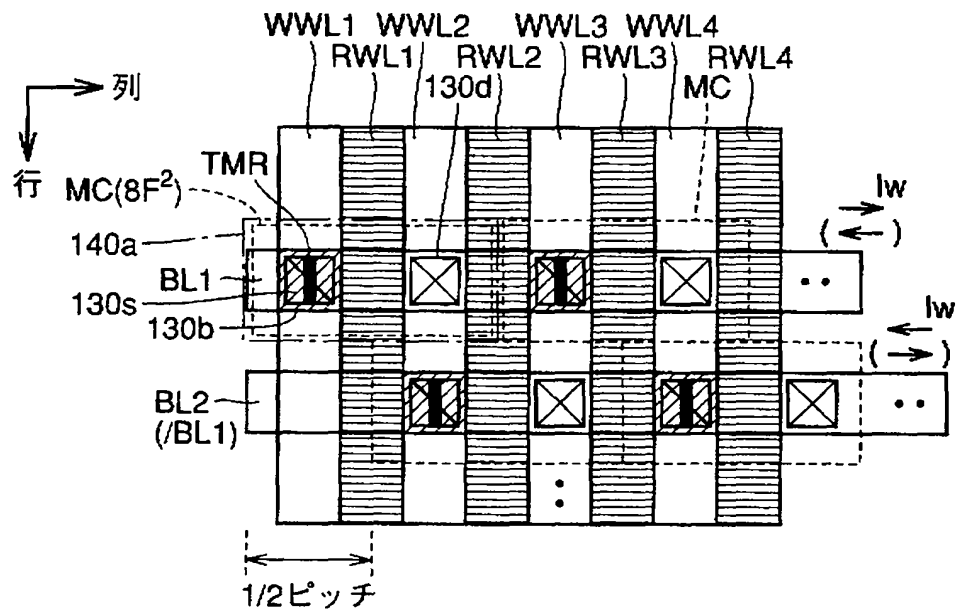 WWL1 WWL2 WWL3 WWL4
RWL1 RWL2 RWL3 RWL4
130d MC
列
行
TMR
MC(8F²)
Iw
140a
( )
BL1
130s
130b
Iw
( )
BL2
(/BL1)
1/2ピッチ